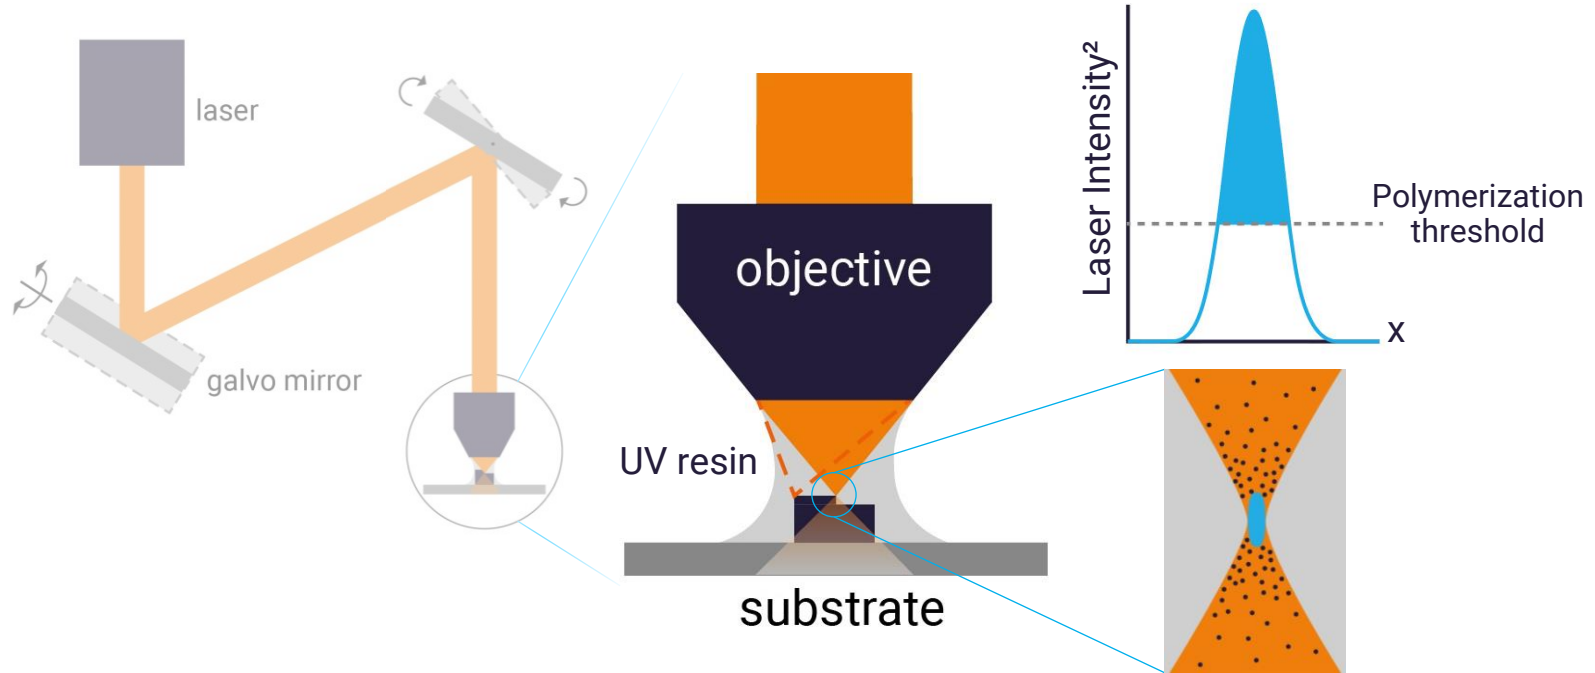 laser
galvo mirror
objective
UV resin
substrate
Laser Intensity²
Polymerization
threshold
x